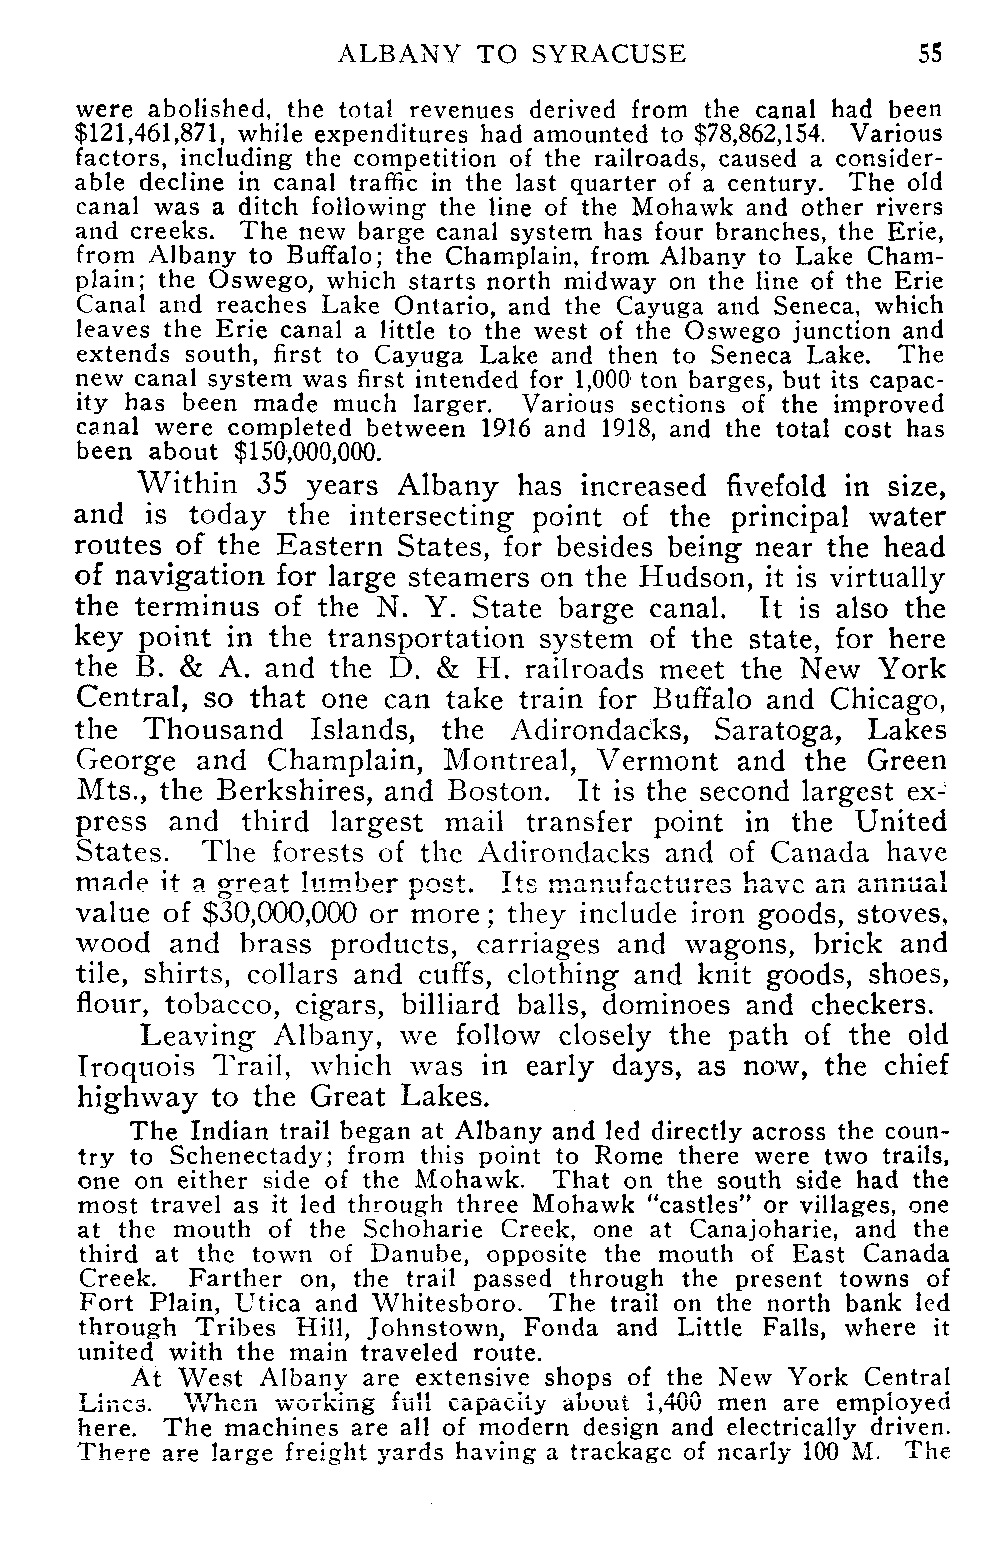 ALBANY TO SYRACUSE 55
were abolished, the total revenues derived from the canal had been
$121,461,871, while expenditures had amounted to $78,862,154. Various
factors, including the competition of the railroads, caused a consider-
able decline in canal traffic in the last quarter of a century. The old
canal was a ditch following the line of the Mohawk and other rivers
and creeks. The new barge canal system has four branches, the Erie,
from Albany to Buffalo; the Champlain, from Albany to Lake Cham-
plain; the Oswego, which starts north midway on the line of the Erie
Canal and reaches Lake Ontario, and the Cayuga and Seneca, which
leaves the Erie canal a little to the west of the Oswego junction and
extends south, first to Cayuga Lake and then to Seneca Lake. The
new canal system was first intended for 1,000 ton barges, but its capac-
ity has been made much larger. Various sections of the improved
canal were completed between 1916 and 1918, and the total cost has
been about $150,000,000.
Within 35 years Albany has increased fivefold in size,
and is today the intersecting point of the principal water
routes of the Eastern States, for besides being near the head
of navigation for large steamers on the Hudson, it is virtually
the terminus of the N. Y. State barge canal. It is also the
key point in the transportation system of the state, for here
the B. & A. and the D. & H. railroads meet the New York
Central, so that one can take train for Buffalo and Chicago,
the Thousand Islands, the Adirondacks, Saratoga, Lakes
George and Champlain, Montreal, Vermont and the Green
Mts., the Berkshires, and Boston. It is the second largest ex-
press and third largest mail transfer point in the United
States. The forests of the Adirondacks and of Canada have
made it a great lumber post. Its manufactures have an annual
value of $30,000,000 or more; they include iron goods, stoves,
wood and brass products, carriages and wagons, brick and
tile, shirts, collars and cuffs, clothing and knit goods, shoes,
flour, tobacco, cigars, billiard balls, dominoes and checkers.
Leaving Albany, we follow closely the path of the old
Iroquois Trail, which was in early days, as now, the chief
highway to the Great Lakes.
The Indian trail began at Albany and led directly across the coun-
try to Schenectady; from this point to Rome there were two trails,
one on either side of the Mohawk. That on the south side had the
most travel as it led through three Mohawk "castles" or villages, one
at the mouth of the Schoharie Creek, one at Canajoharie, and the
third at the town of Danube, opposite the mouth of East Canada
Creek. Farther on, the trail passed through the present towns of
Fort Plain, Utica and Whitesboro. The trail on the north bank led
through Tribes Hill, Johnstown, Fonda and Little Falls, where it
united with the main traveled route.
At West Albany are extensive shops of the New York Central
Lines. When working full capacity about 1,400 men are employed
here. The machines are all of modern design and electrically driven.
There are large freight yards having a trackage of nearly 100 M. The